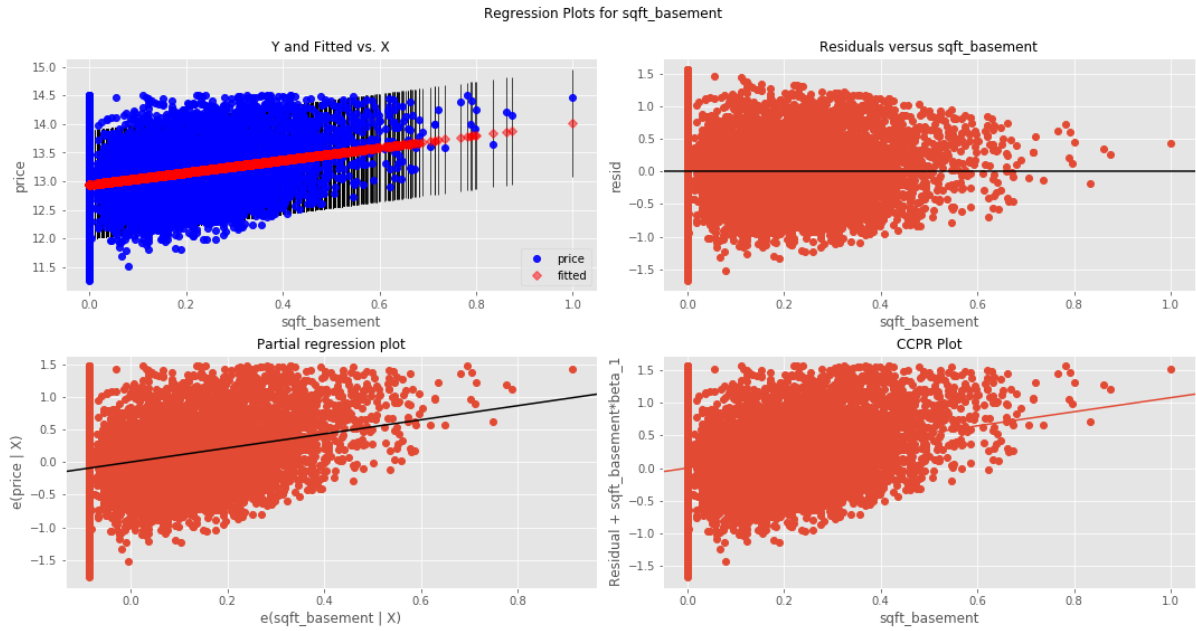 Regression Plots for sqft_basement
Y and Fitted vs. X
15.0
14.5
14.0
13.5
13.0
12.5
12.0
11.5
price
0.0 0.2 0.4 0.6 0.8 1.0
sqft_basement
price
fitted
Residuals versus sqft_basement
1.5
1.0
0.5
0.0
−0.5
−1.0
−1.5
resid
0.0 0.2 0.4 0.6 0.8 1.0
sqft_basement
Partial regression plot
1.5
1.0
0.5
0.0
−0.5
−1.0
−1.5
e(price | X)
0.0 0.2 0.4 0.6 0.8
e(sqft_basement | X)
CCPR Plot
1.5
1.0
0.5
0.0
−0.5
−1.0
−1.5
Residual + sqft_basement*beta_1
0.0 0.2 0.4 0.6 0.8 1.0
sqft_basement